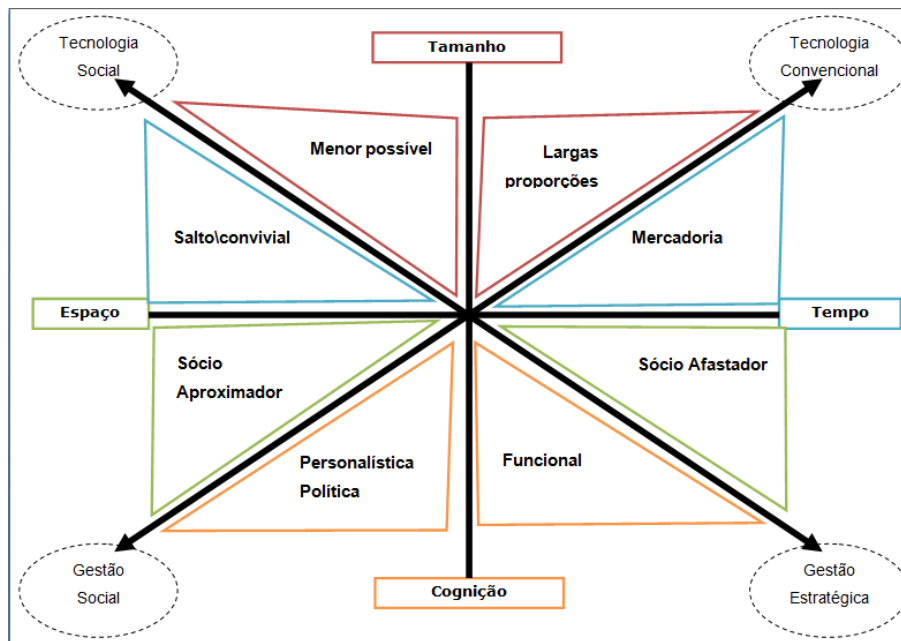 Tecnologia
Social
Tamanho
Tecnologia
Convencional
Menor possível
Largas
proporções
Salto\convivial
Mercadoria
Espaço
Tempo
Sócio
Aproximador
Sócio Afastador
Personalística
Política
Funcional
Gestão
Social
Cognição
Gestão
Estratégica